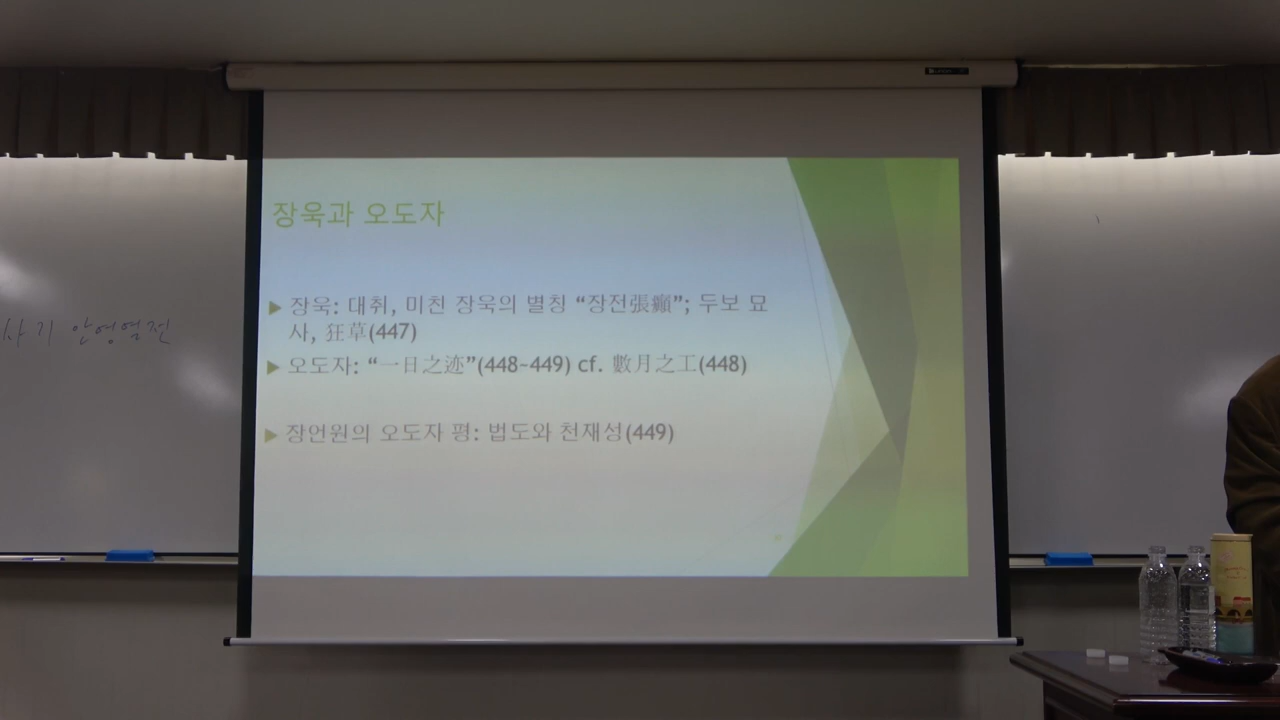 장욱과 오도자
장욱: 대취, 미친 장욱의 별칭 “장전張癲”; 두보 묘
사, 狂草(447)
오도자: “一日之迹”(448~449) cf. 數月之工(448)
장언원의 오도자 평: 법도와 천재성(449)
사기 안영열전